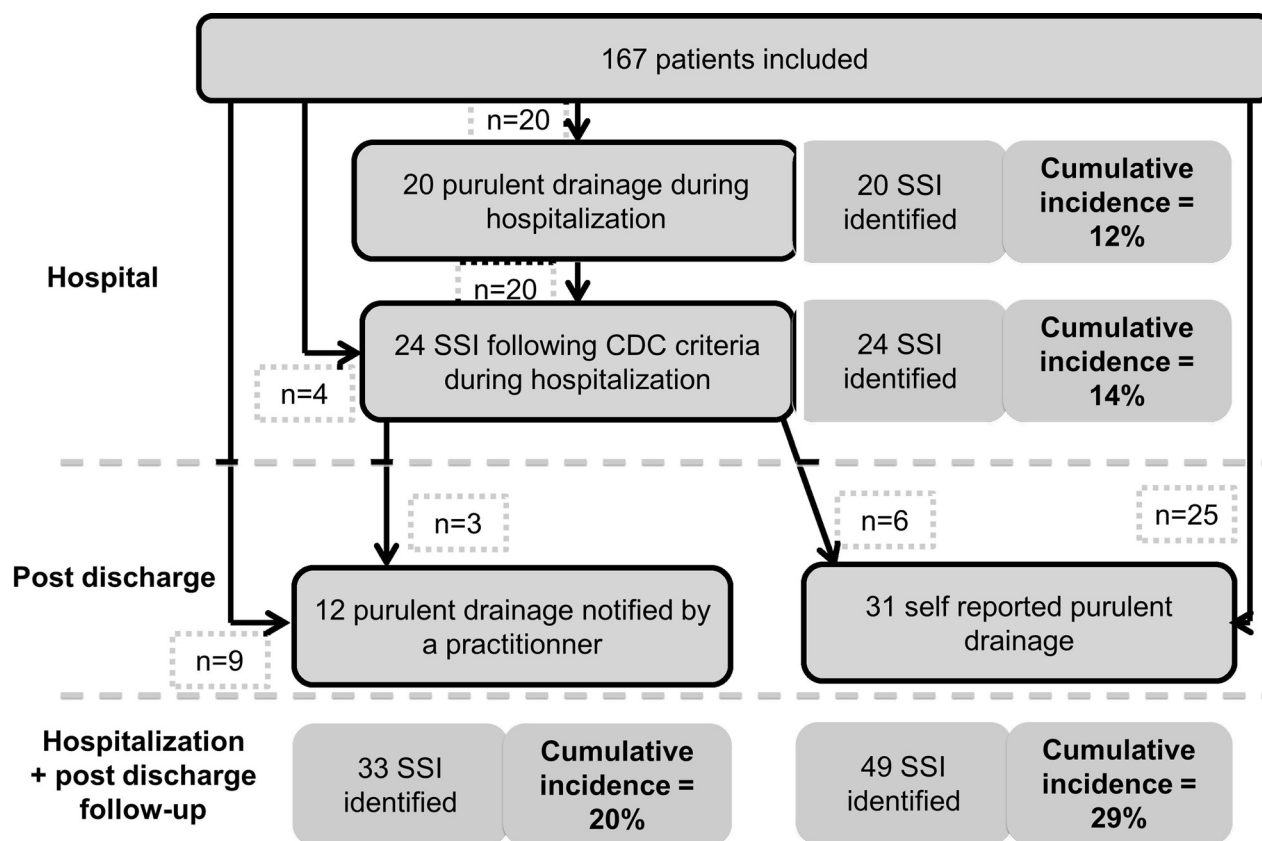 167 patients included
n=20
20 purulent drainage during
hospitalization
20 SSI
identified
Cumulative
incidence =
12%
Hospital
n=20
24 SSI following CDC criteria
during hospitalization
24 SSI
identified
Cumulative
incidence =
14%
n=4
n=3
n=6
n=25
Post discharge
12 purulent drainage notified by
a practitionner
31 self reported purulent
drainage
n=9
Hospitalization
+ post discharge
follow-up
33 SSI
identified
Cumulative
incidence =
20%
49 SSI
identified
Cumulative
incidence =
29%